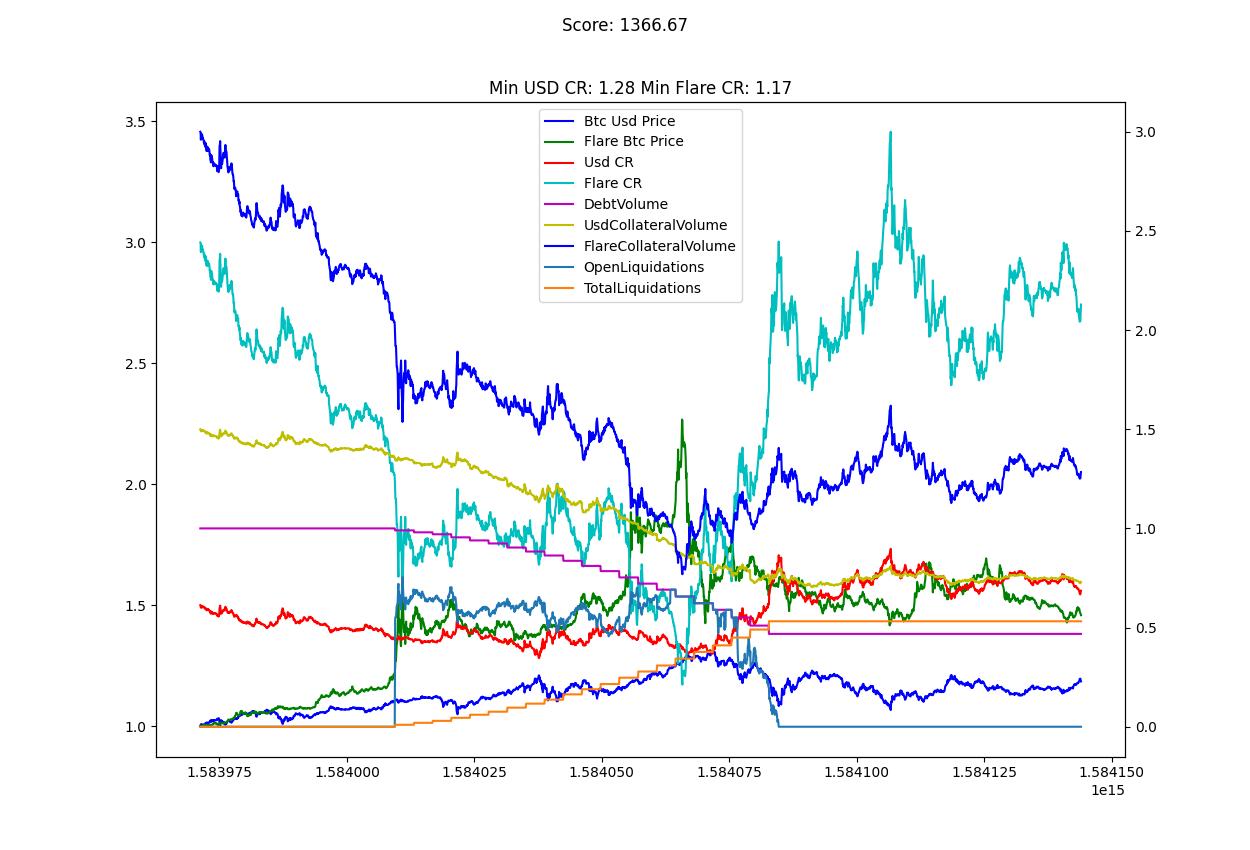 Score: 1366.67
Min USD CR: 1.28 Min Flare CR: 1.17
Btc Usd Price
Flare Btc Price
Usd CR
Flare CR
DebtVolume
UsdCollateralVolume
FlareCollateralVolume
OpenLiquidations
TotalLiquidations
3.5
3.0
2.5
2.0
1.5
1.0
3.0
2.5
2.0
1.5
1.0
0.5
0.0
1.583975 1.584000 1.584025 1.584050 1.584075 1.584100 1.584125 1.584150
1e15